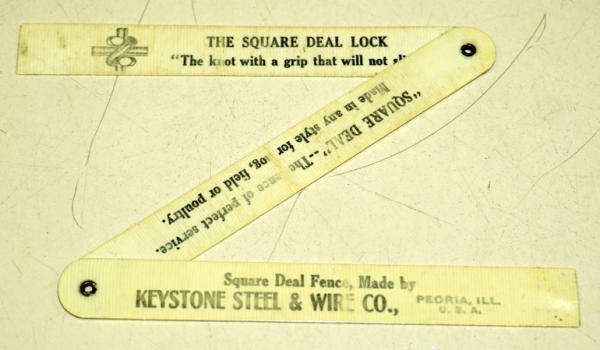 THE SQUARE DEAL LOCK
"The knot with a grip that will not
"SQUARE DEAL"--The fence of perfect service.
Made in any style for hog, field or poultry.
Square Deal Fence, Made by
KEYSTONE STEEL & WIRE CO., PEORIA, ILL.
U. S. A.